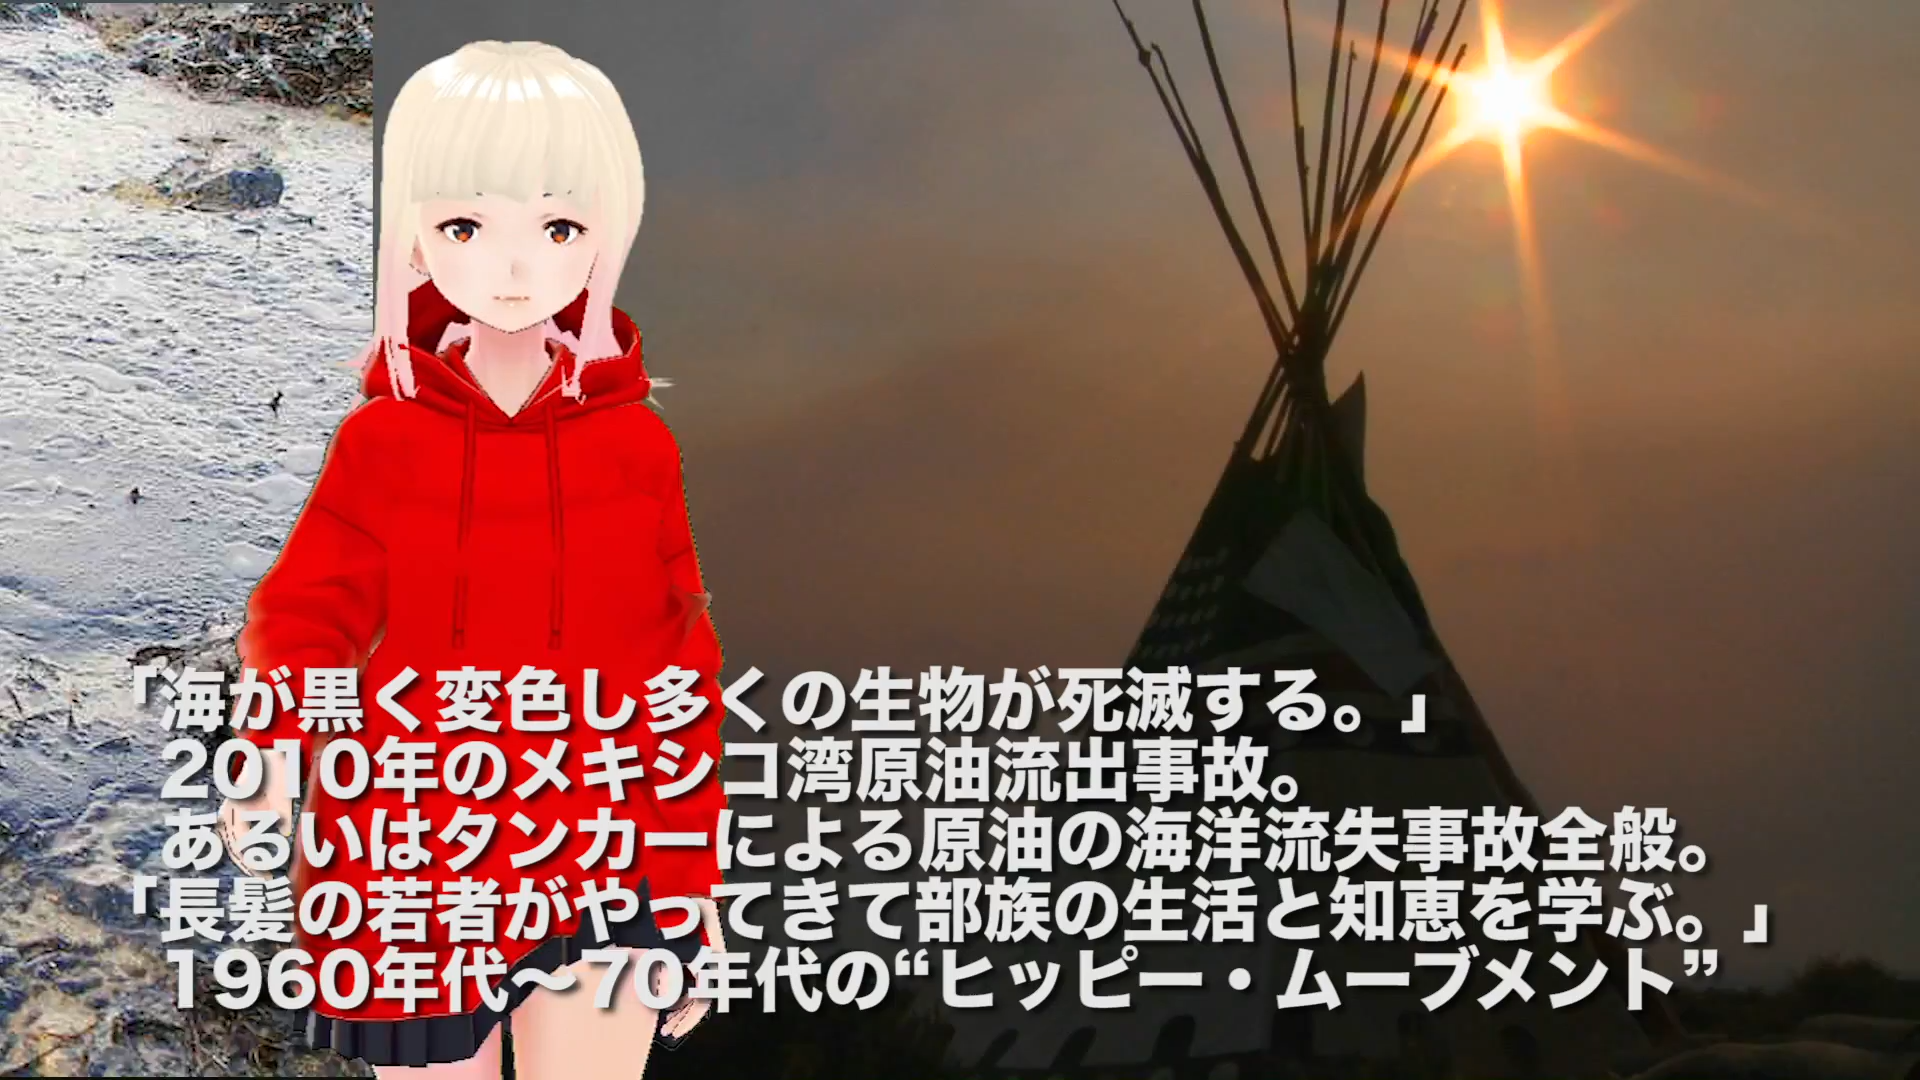 「海が黒く変色し多くの生物が死滅する。」
2010年のメキシコ湾原油流出事故。
あるいはタンカーによる原油の海洋流失事故全般。
「長髪の若者がやってきて部族の生活と知恵を学ぶ。」
1960年代〜70年代の“ヒッピー・ムーブメント”